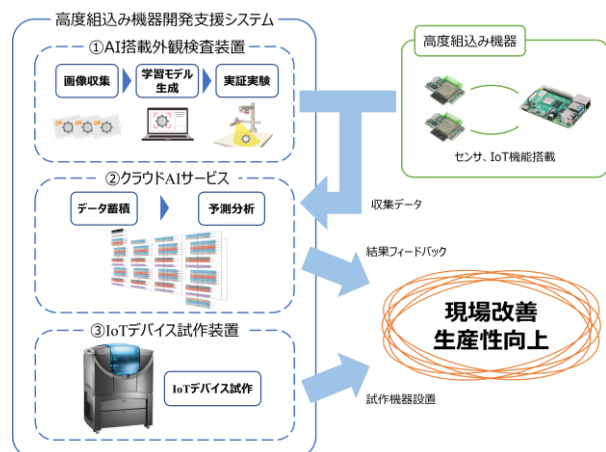 高度組込み機器開発支援システム
①AI搭載外観検査装置
画像収集
学習モデル
生成
実証実験
高度組込み機器
センサ、IoT機能搭載
②クラウドAIサービス
データ蓄積
予測分析
収集データ
結果フィードバック
現場改善
生産性向上
③IoTデバイス試作装置
IoTデバイス試作
試作機器設置